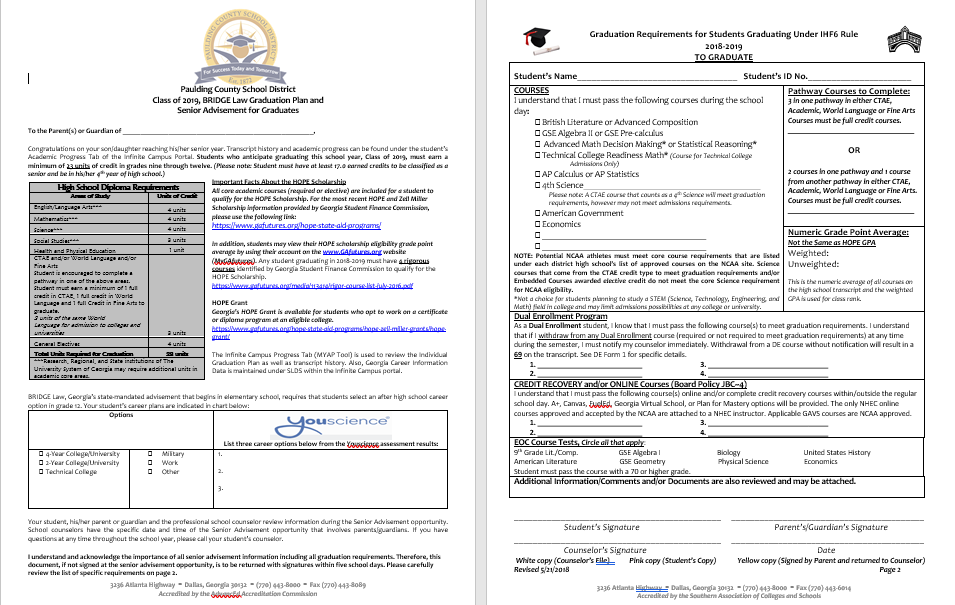 PAULDING COUNTY SCHOOL DISTRICT
For Success Today and Tomorrow
Est. 1872
Paulding County School District
Class of 2019, BRIDGE Law Graduation Plan and
Senior Advisement for Graduates
To the Parent(s) or Guardian of ______________________________,
Congratulations on your son/daughter reaching his/her senior year. Transcript history and academic progress can be found under the student's
Academic Progress Tab of the Infinite Campus Portal. Students who anticipate graduating this school year, Class of 2019, must earn a
minimum of 23 units of credit in grades nine through twelve. (Please note: Student must have at least 17.0 earned credits to be classified as a
senior and be in his/her 4th year of high school.)
High School Diploma Requirements
Areas of Study Units of Credit
English/Language Arts*** 4 units
Mathematics*** 4 units
Science*** 4 units
Social Studies*** 3 units
Health and Physical Education 1 unit
CTAE and/or World Language and/or
Fine Arts
Student is encouraged to complete a
pathway in one of the above areas.
Student must earn a minimum of 1 full
credit in CTAE, 1 full credit in World
Language and 1 full credit in Fine Arts to
graduate.
2 units of the same World
Language for admission to colleges and
universities 3 units
General Electives 4 units
Total Units Required for Graduation 23 units
***Research, Regional, and State Institutions of The
University System of Georgia may require additional units in
academic core areas.
Important Facts About the HOPE Scholarship
All core academic courses (required or elective) are included for a student to
qualify for the HOPE Scholarship. For the most recent HOPE and Zell Miller
Scholarship information provided by Georgia Student Finance Commission,
please use the following link:
https://www.gafutures.org/hope-state-aid-programs/
In addition, students may view their HOPE scholarship eligibility grade point
average by using their account on the www.GAfutures.org website
(MyGAfutures). Any student graduating in 2018-2019 must have 4 rigorous
courses identified by Georgia Student Finance Commission to qualify for the
HOPE Scholarship.
https://www.gafutures.org/media/113414/rigor-course-list-july-2016.pdf
HOPE Grant
Georgia's HOPE Grant is available for students who opt to work on a certificate
or diploma program at an eligible college.
https://www.gafutures.org/hope-state-aid-programs/hope-zell-miller-grants/hope-
grant/
The Infinite Campus Progress Tab (MYAP Tool) is used to review the Individual
Graduation Plan as well as transcript history. Also, Georgia Career Information
Data is maintained under SLDS within the Infinite Campus Portal.
BRIDGE Law, Georgia's state-mandated advisement that begins in elementary school, requires that students select an after high school career
option in grade 12. Your student's career plans are indicated in chart below:
Options
youscience
List three career options below from the Youscience assessment results:
☐ 4-Year College/University ☐ Military 1.
☐ 2-Year College/University ☐ Work
☐ Technical College ☐ Other 2.
3.
Your student, his/her parent or guardian and the professional school counselor review information during the Senior Advisement opportunity.
School counselors have the specific date and time of the Senior Advisement opportunity that involves parents/guardians. If you have
questions at any time throughout the school year, please call your student's counselor.
I understand and acknowledge the importance of all senior advisement information including all graduation requirements. Therefore, this
document, if not signed at the senior advisement opportunity, is to be returned with signatures within five school days. Please carefully
review the list of specific requirements on page 2.
3236 Atlanta Highway ~ Dallas, Georgia 30132 ~ (770) 443-8000 ~ Fax (770) 443-8089
Accredited by the AdvancEd Accreditation Commission
Graduation Requirements for Students Graduating Under IHF6 Rule
2018-2019
TO GRADUATE
Student's Name______________________________ Student's ID No.____________________
COURSES
I understand that I must pass the following courses during the school
day:
☐ British Literature or Advanced Composition
☐ GSE Algebra II or GSE Pre-calculus
☐ Advanced Math Decision Making* or Statistical Reasoning*
☐ Technical College Readiness Math* (Course for Technical College
Admissions Only)
☐ AP Calculus or AP Statistics
☐ 4th Science______________________
Please note: A CTAE course that counts as a 4th Science will meet graduation
requirements, however may not meet admissions requirements.
☐ American Government
☐ Economics
☐ ______________________________
☐ ______________________________
NOTE: Potential NCAA athletes must meet core course requirements that are listed
under each district high school's list of approved courses on the NCAA site. Science
courses that come from the CTAE credit type to meet graduation requirements and/or
Embedded Courses awarded elective credit do not meet the core Science requirement
for NCAA eligibility.
*Not a choice for students planning to study a STEM (Science, Technology, Engineering, and
Math) field in college and may limit admissions possibilities at any college or university.
Pathway Courses to Complete:
3 in one pathway in either CTAE,
Academic, World Language or Fine Arts
Courses must be full credit courses.
______________________________
OR
2 courses in one pathway and 1 course
from another pathway in either CTAE,
Academic, World Language or Fine Arts.
Courses must be full credit courses.
______________________________
Numeric Grade Point Average:
Not the Same as HOPE GPA
Weighted:
Unweighted:
This is the numeric average of all courses on
the high school transcript and the weighted
GPA is used for class rank.
Dual Enrollment Program
As a Dual Enrollment student, I know that I must pass the following course(s) to meet graduation requirements. I understand
that if I withdraw from any Dual Enrollment course (required or not required to meet graduation requirements) at any time
during the semester, I must notify my counselor immediately. Withdrawal from a DE course without notification will result in a
69 on the transcript. See DE Form 1 for specific details.
1. ____________________ 3. ____________________
2. ____________________ 4. ____________________
CREDIT RECOVERY and/or ONLINE Courses (Board Policy JBC-4)
I understand that I must pass the following course(s) online and/or complete credit recovery courses within/outside the regular
school day. A+, Canvas, FuelEd, Georgia Virtual School, or Plan for Mastery options will be provided. The only NHEC online
courses approved and accepted by the NCAA are attached to a NHEC instructor. Applicable GAVS courses are NCAA approved.
1. ____________________ 3. ____________________
2. ____________________ 4. ____________________
EOC Course Tests, Circle all that apply:
9th Grade Lit./Comp. GSE Algebra I Biology United States History
American Literature GSE Geometry Physical Science Economics
Student must pass the course with a 70 or higher grade.
Additional Information/Comments and/or Documents are also reviewed and may be attached.
Student's Signature Parent's/Guardian's Signature
Counselor's Signature Date
White copy (Counselor's File) Pink copy (Student's Copy) Yellow copy (Signed by Parent and returned to Counselor)
Revised 5/21/2018 Page 2
3236 Atlanta Highway ~ Dallas, Georgia 30132 ~ (770) 443-8000 ~ Fax (770) 443-6014
Accredited by the Southern Association of Colleges and Schools